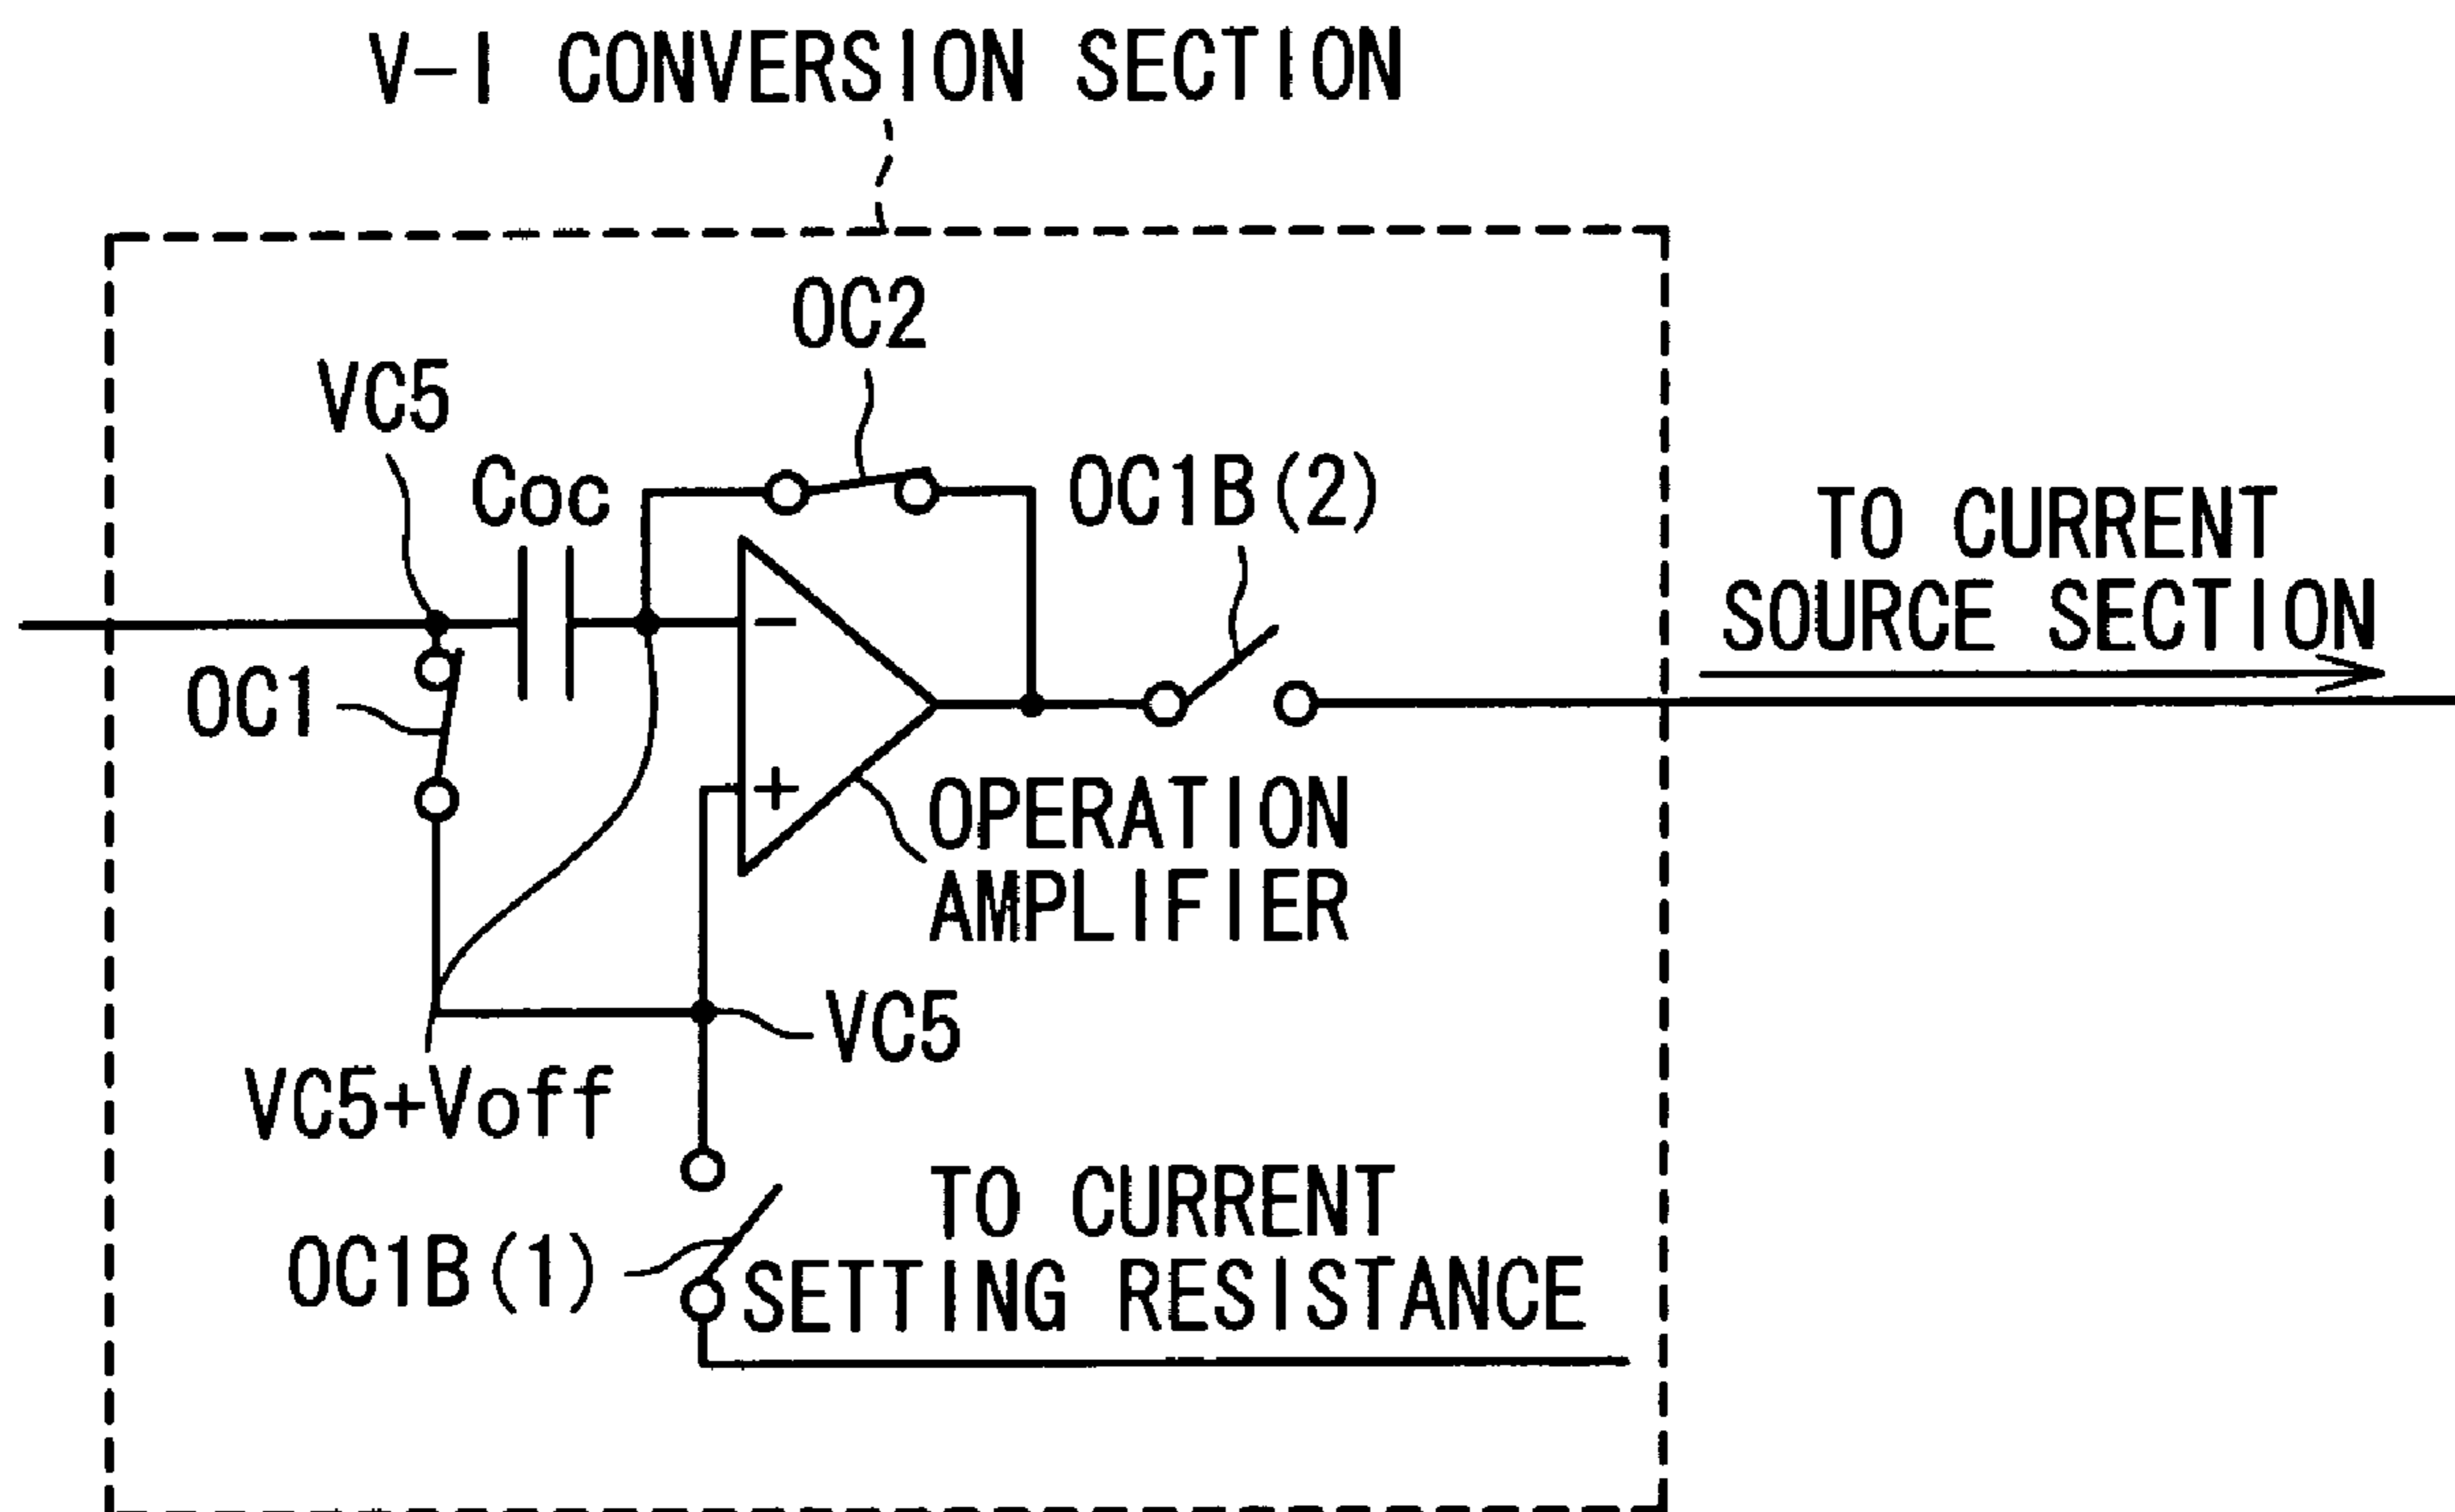 V-I CONVERSION SECTION
OC2
VC5
Coc
OC1B(2)
TO CURRENT
SOURCE SECTION
−
OC1
+
OPERATION
AMPLIFIER
VC5
VC5+Voff
TO CURRENT
OC1B(1)
SETTING RESISTANCE